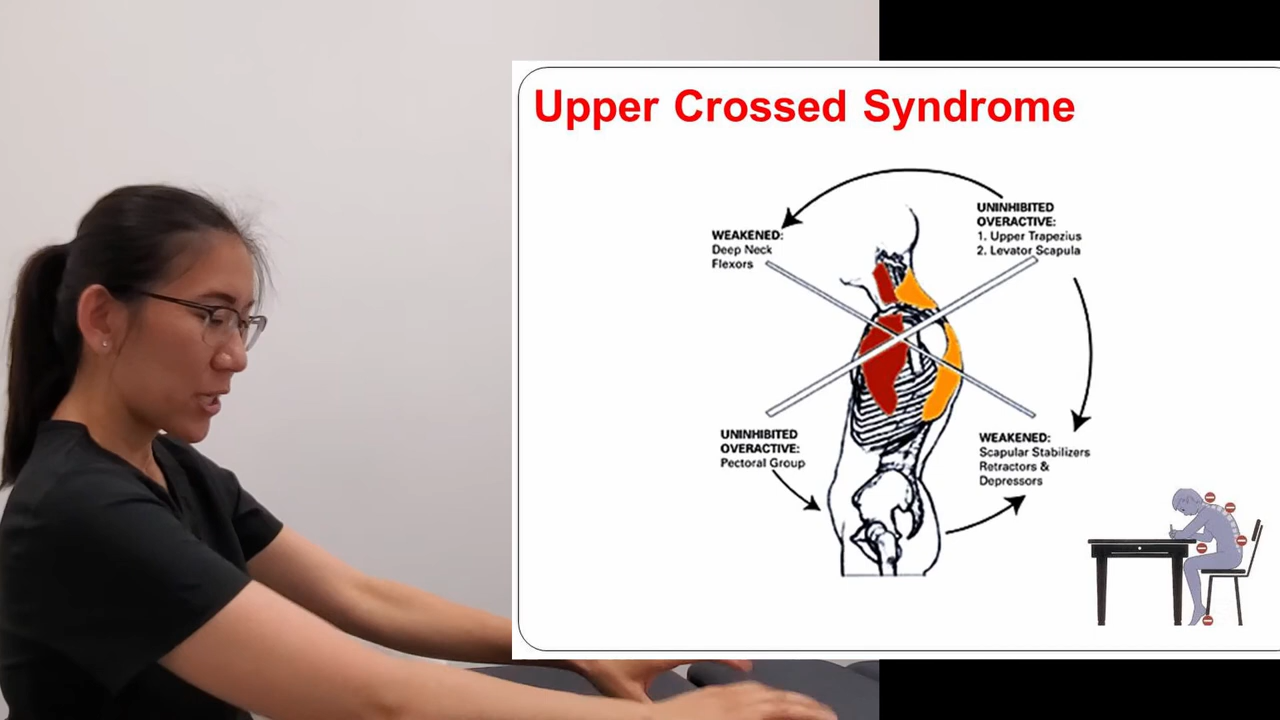 Upper Crossed Syndrome
WEAKENED:
Deep Neck
Flexors
UNINHIBITED
OVERACTIVE:
1. Upper Trapezius
2. Levator Scapula
UNINHIBITED
OVERACTIVE:
Pectoral Group
WEAKENED:
Scapular Stabilizers
Retractors &
Depressors